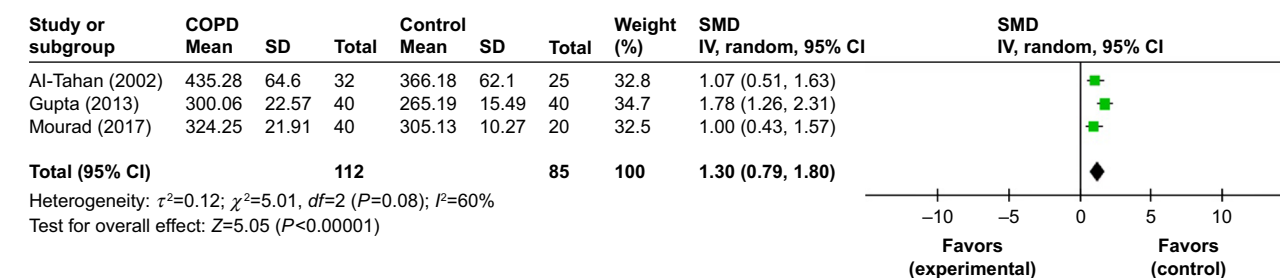 Study or subgroup COPD Mean SD Total Control Mean SD Total Weight (%) SMD IV, random, 95% CI SMD IV, random, 95% CI
Al-Tahan (2002) 435.28 64.6 32 366.18 62.1 25 32.8 1.07 (0.51, 1.63)
Gupta (2013) 300.06 22.57 40 265.19 15.49 40 34.7 1.78 (1.26, 2.31)
Mourad (2017) 324.25 21.91 40 305.13 10.27 20 32.5 1.00 (0.43, 1.57)
Total (95% CI) 112 85 100 1.30 (0.79, 1.80)
Heterogeneity: τ²=0.12; χ²=5.01, df=2 (P=0.08); I²=60%
Test for overall effect: Z=5.05 (P<0.00001)
–10 –5 0 5 10
Favors (experimental) Favors (control)